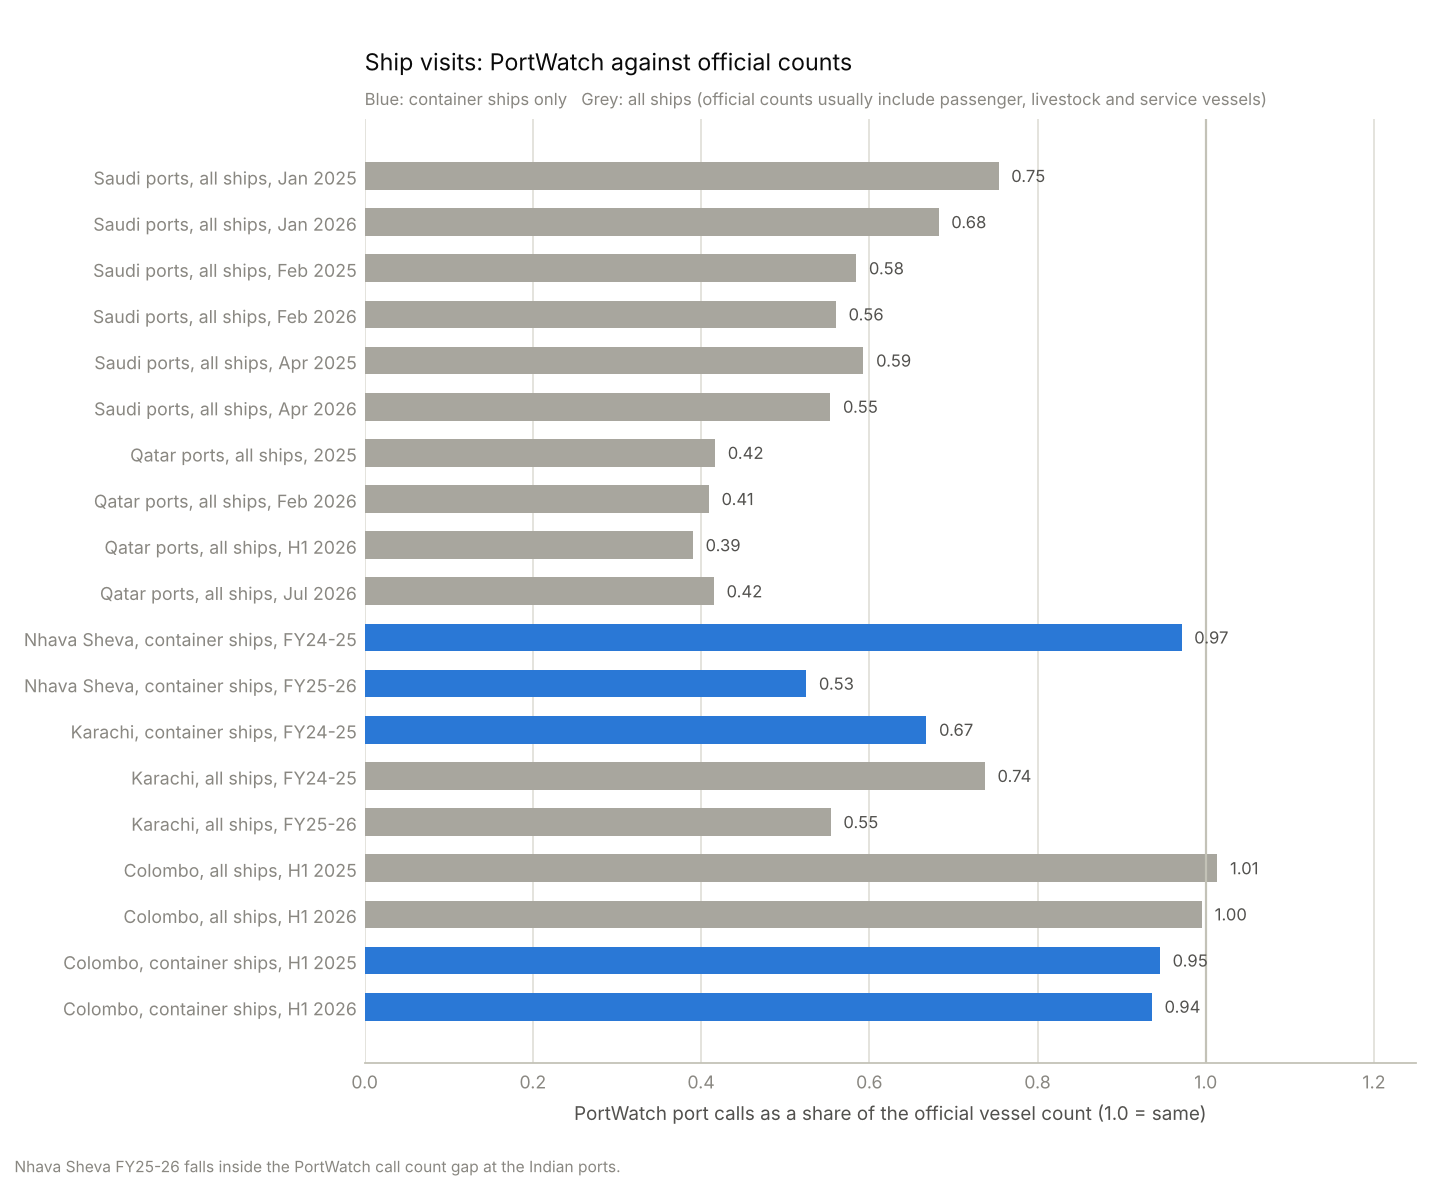 Ship visits: PortWatch against official counts
Blue: container ships only   Grey: all ships (official counts usually include passenger, livestock and service vessels)
Saudi ports, all ships, Jan 2025 0.75
Saudi ports, all ships, Jan 2026 0.68
Saudi ports, all ships, Feb 2025 0.58
Saudi ports, all ships, Feb 2026 0.56
Saudi ports, all ships, Apr 2025 0.59
Saudi ports, all ships, Apr 2026 0.55
Qatar ports, all ships, 2025 0.42
Qatar ports, all ships, Feb 2026 0.41
Qatar ports, all ships, H1 2026 0.39
Qatar ports, all ships, Jul 2026 0.42
Nhava Sheva, container ships, FY24-25 0.97
Nhava Sheva, container ships, FY25-26 0.53
Karachi, container ships, FY24-25 0.67
Karachi, all ships, FY24-25 0.74
Karachi, all ships, FY25-26 0.55
Colombo, all ships, H1 2025 1.01
Colombo, all ships, H1 2026 1.00
Colombo, container ships, H1 2025 0.95
Colombo, container ships, H1 2026 0.94
0.0 0.2 0.4 0.6 0.8 1.0 1.2
PortWatch port calls as a share of the official vessel count (1.0 = same)
Nhava Sheva FY25-26 falls inside the PortWatch call count gap at the Indian ports.